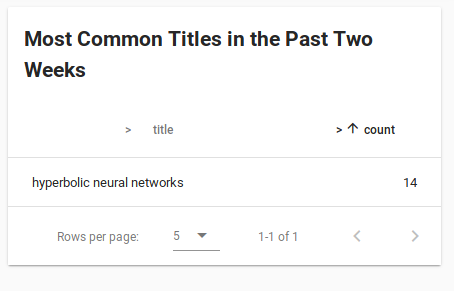 Most Common Titles in the Past Two
Weeks
> title > ↑ count
hyperbolic neural networks 14
Rows per page: 5 1-1 of 1 < >